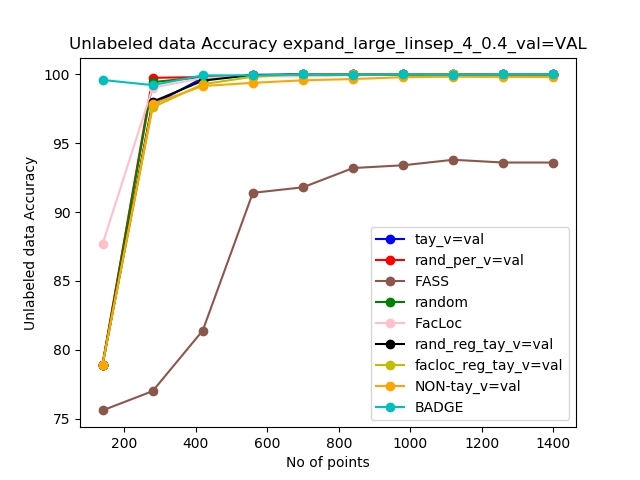 Unlabeled data Accuracy expand_large_linsep_4_0.4_val=VAL
100
95
90
85
80
75
Unlabeled data Accuracy
200 400 600 800 1000 1200 1400
No of points
tay_v=val
rand_per_v=val
FASS
random
FacLoc
rand_reg_tay_v=val
facloc_reg_tay_v=val
NON-tay_v=val
BADGE